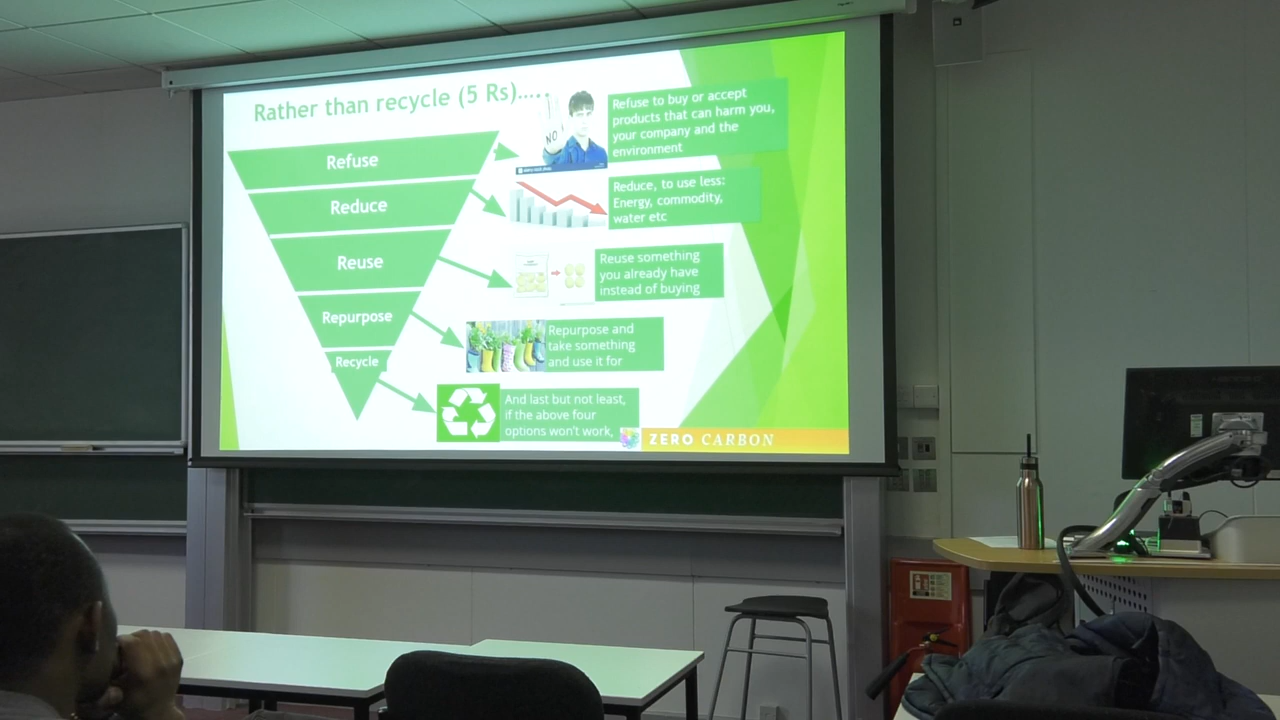 Rather than recycle (5 Rs).....
Refuse
Reduce
Reuse
Repurpose
Recycle
NO
Refuse to buy or accept
products that can harm you,
your company and the
environment
Reduce, to use less:
Energy, commodity,
water etc
Reuse something
you already have
instead of buying
Repurpose and
take something
and use it for
And last but not least,
if the above four
options won't work,
ZERO CARBON